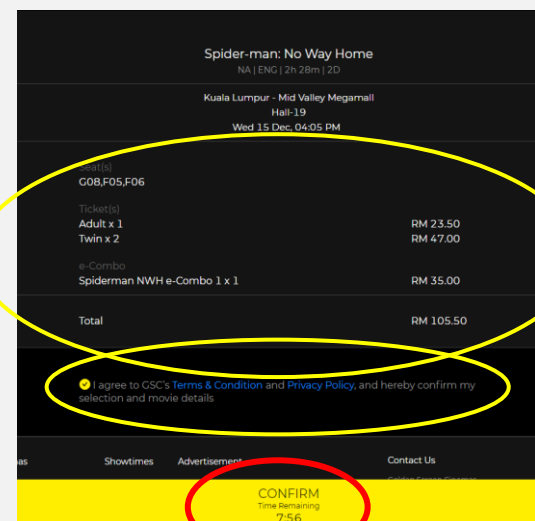 Spider-man: No Way Home
NA | ENG | 2h 28m | 2D
Kuala Lumpur - Mid Valley Megamall
Hall-19
Wed 15 Dec, 04:05 PM
Seat(s)
G08,F05,F06
Ticket(s)
Adult x 1 RM 23.50
Twin x 2 RM 47.00
e-Combo
Spiderman NWH e-Combo 1 x 1 RM 35.00
Total RM 105.50
I agree to GSC's Terms & Condition and Privacy Policy, and hereby confirm my
selection and movie details
Showtimes Advertisement Contact Us
CONFIRM
Time Remaining
7:56